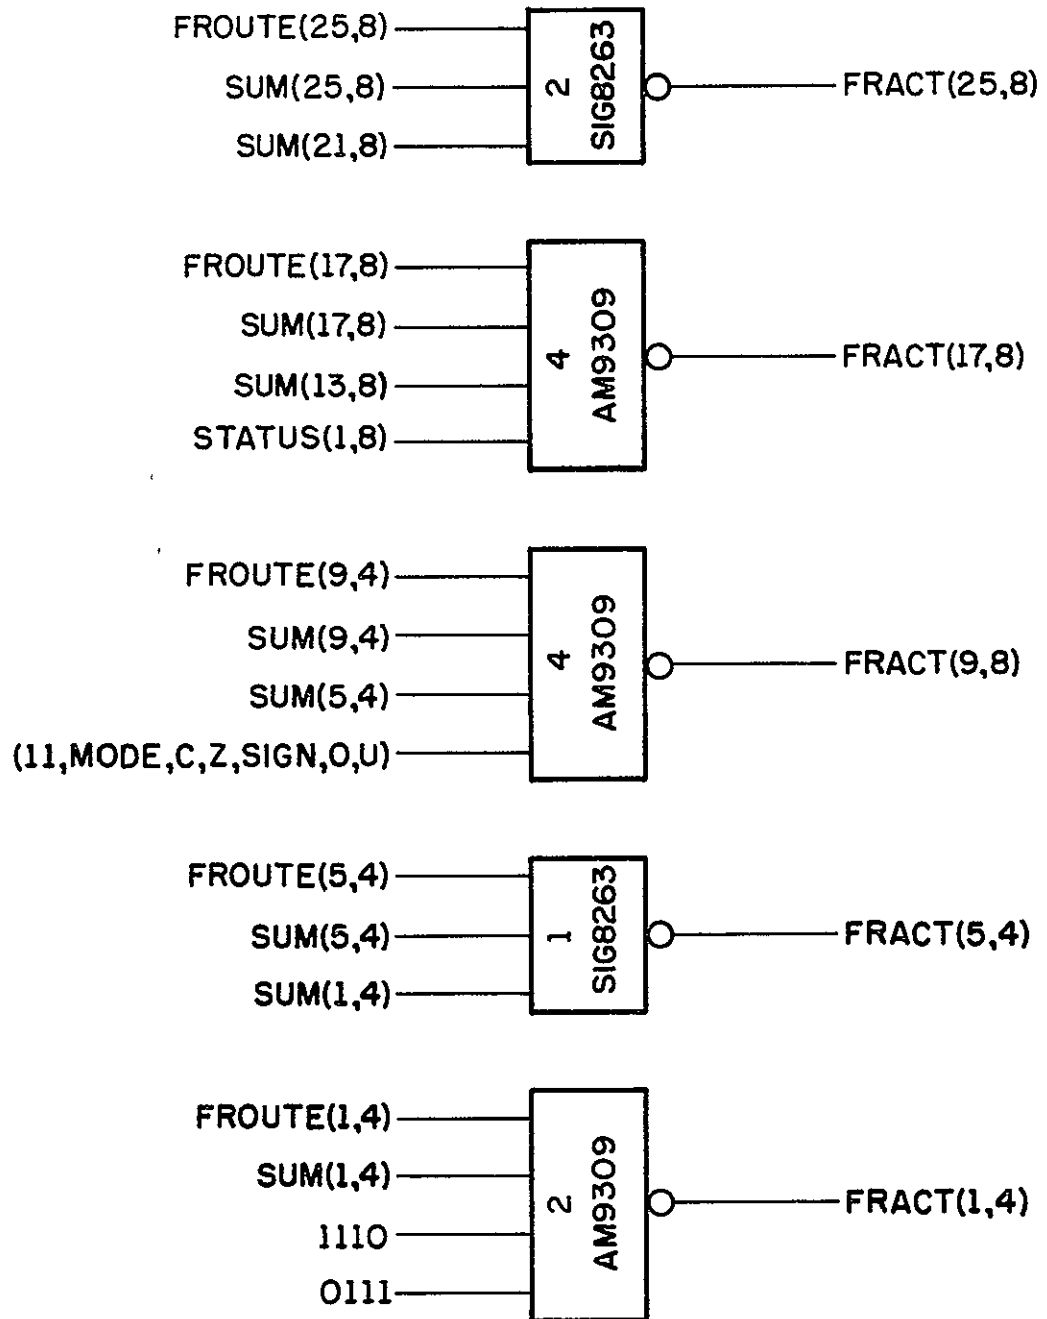 FROUTE(25,8)
SUM(25,8)
SUM(21,8)
2
SIG8263
FRACT(25,8)
FROUTE(17,8)
SUM(17,8)
SUM(13,8)
STATUS(1,8)
4
AM9309
FRACT(17,8)
FROUTE(9,4)
SUM(9,4)
SUM(5,4)
(11,MODE,C,Z,SIGN,O,U)
4
AM9309
FRACT(9,8)
FROUTE(5,4)
SUM(5,4)
SUM(1,4)
1
SIG8263
FRACT(5,4)
FROUTE(1,4)
SUM(1,4)
1110
0111
2
AM9309
FRACT(1,4)